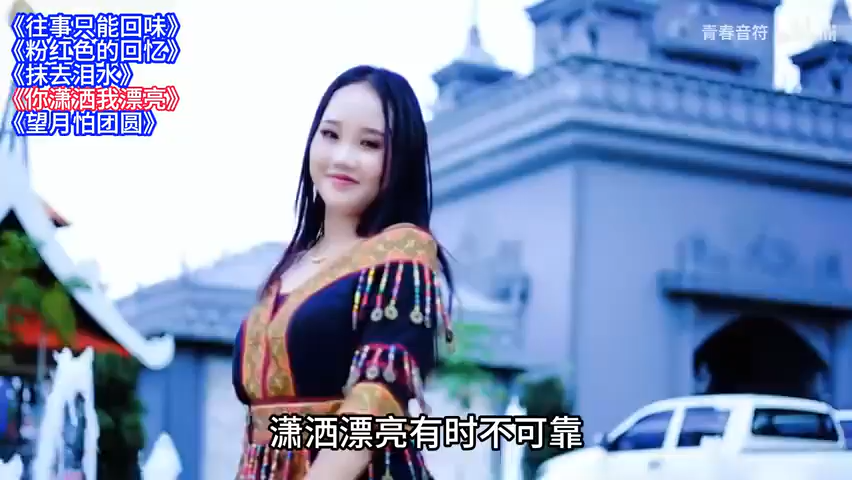 《往事只能回味》
《粉红色的回忆》
《抹去泪水》
《你潇洒我漂亮》
《望月怕团圆》
青春音符
潇洒漂亮有时不可靠